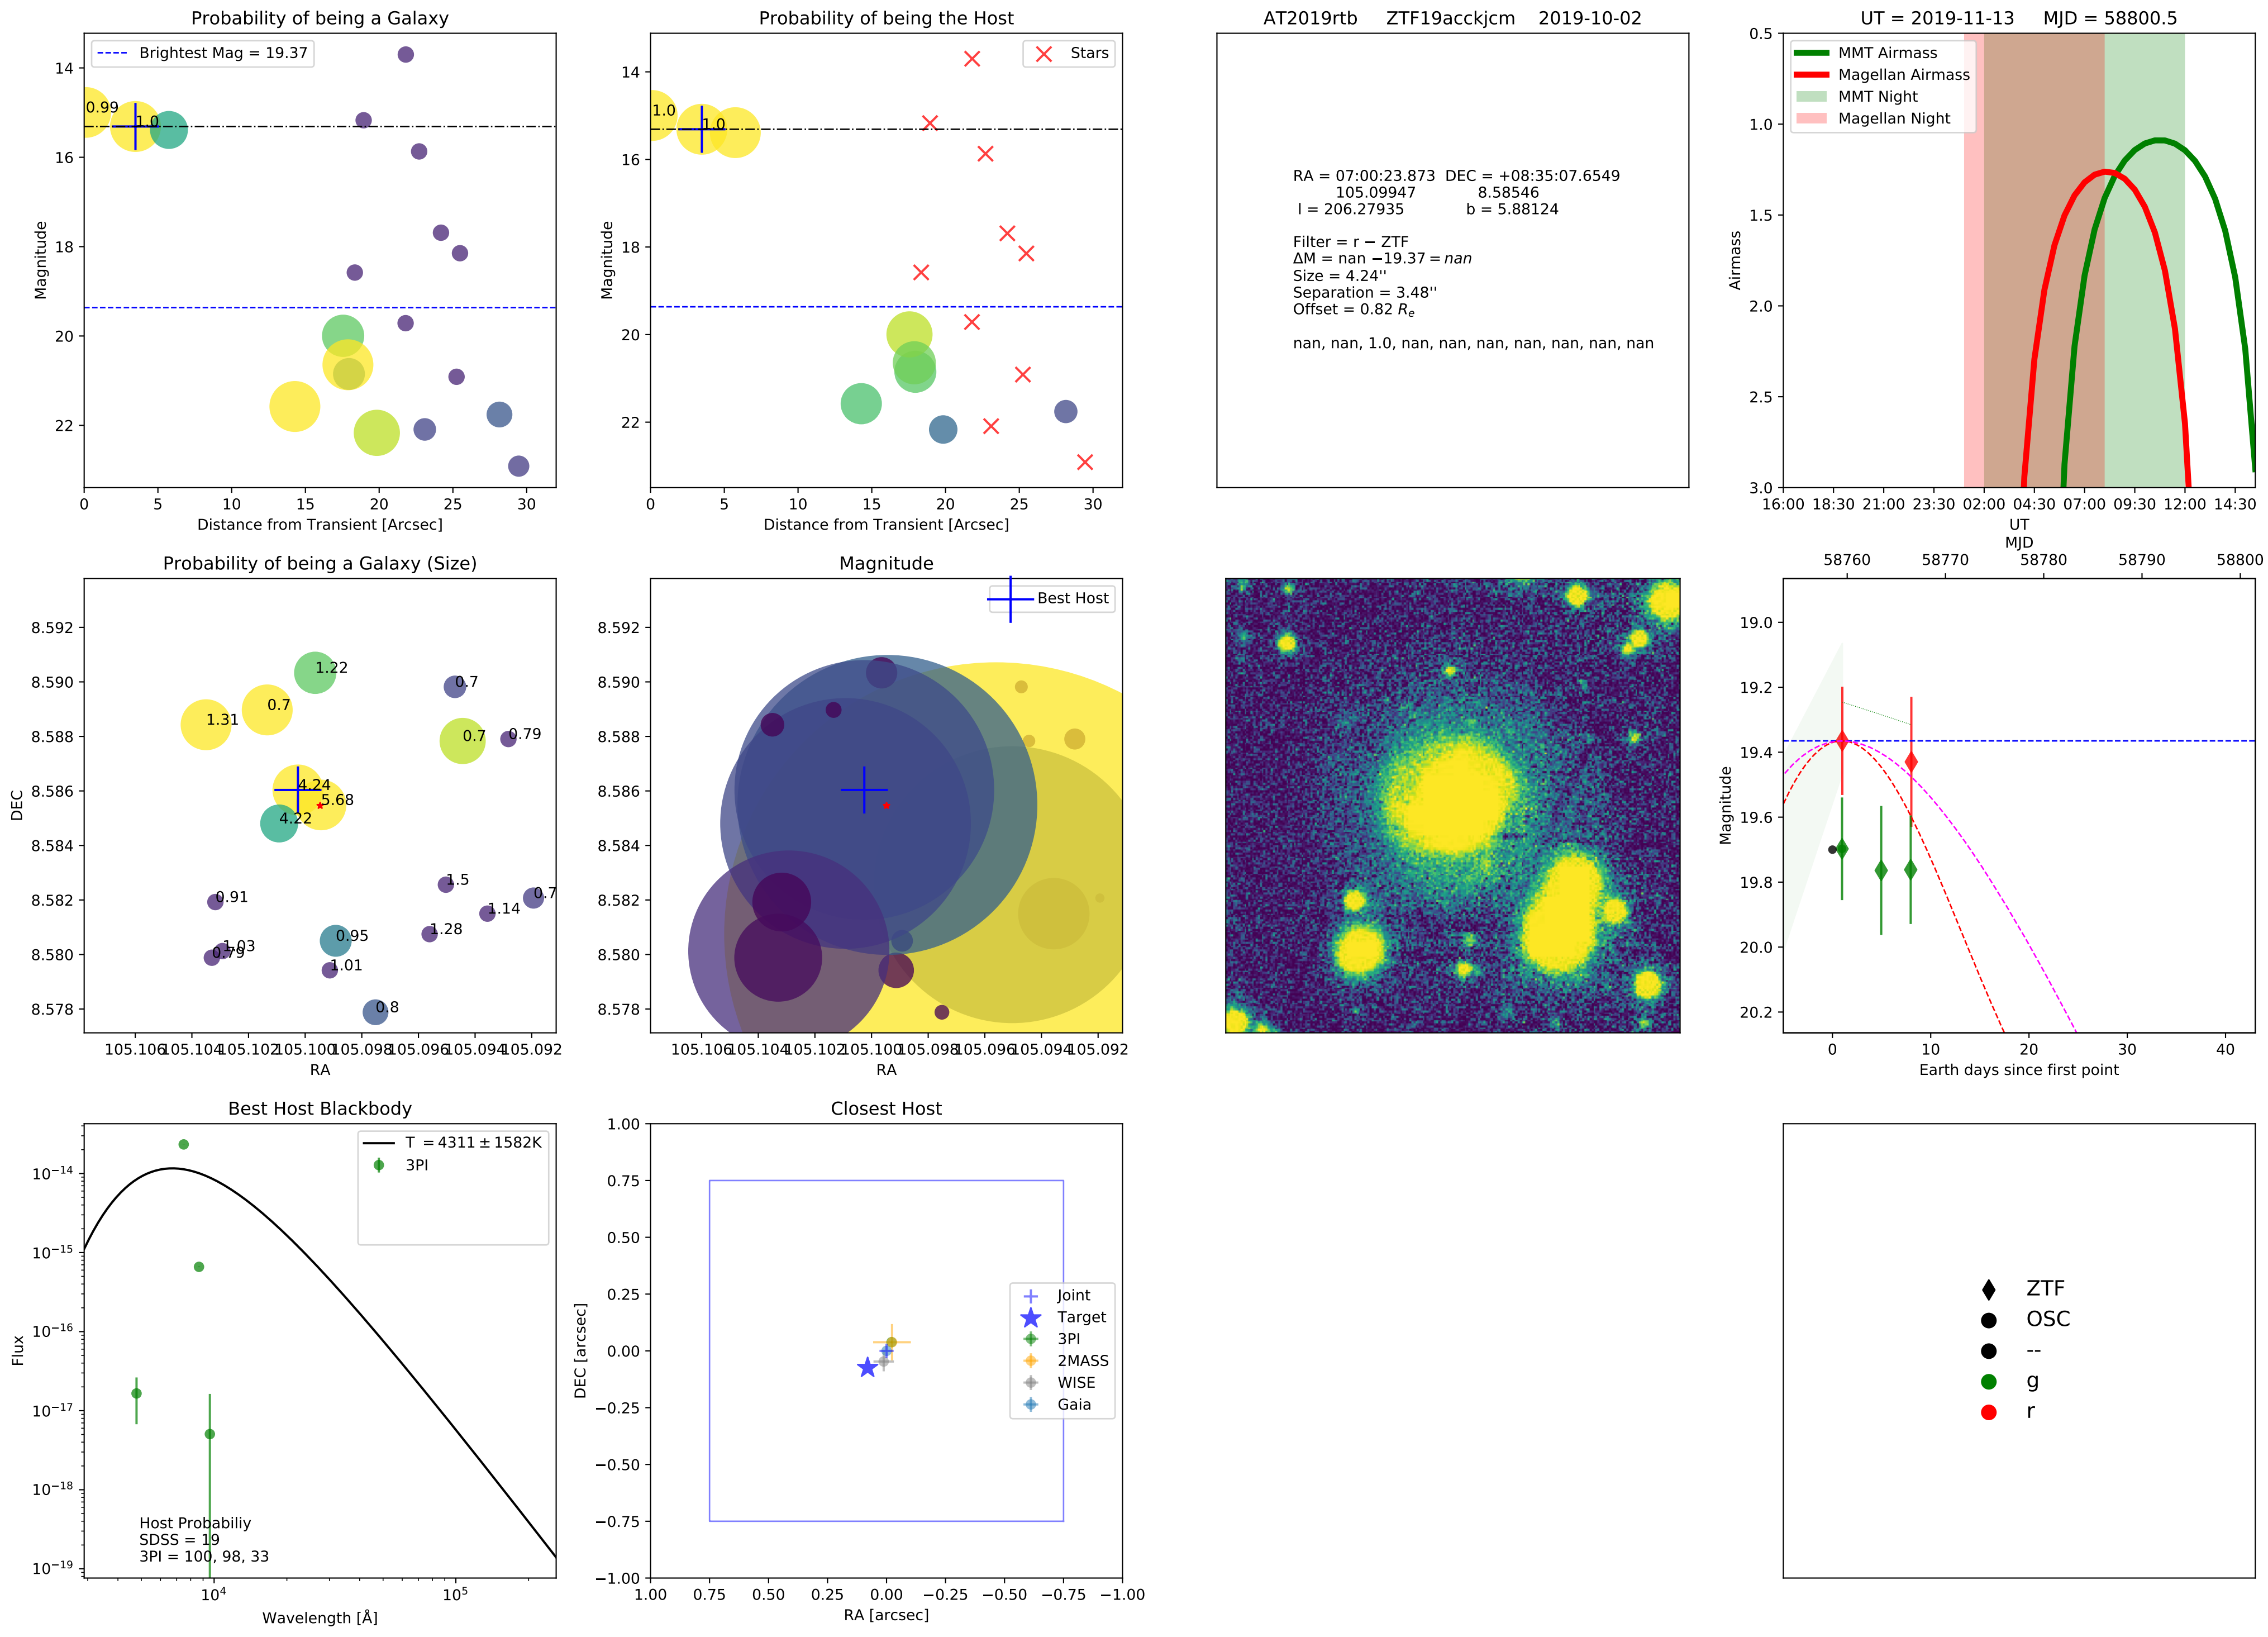 Probability of being a Galaxy
Brightest Mag = 19.37
0.99
1.0
14
16
18
20
22
Magnitude
0
5
10
15
20
25
30
Distance from Transient [Arcsec]
Probability of being the Host
Stars
1.0
1.0
14
16
18
20
22
Magnitude
0
5
10
15
20
25
30
Distance from Transient [Arcsec]
AT2019rtb ZTF19acckjcm 2019-10-02
RA = 07:00:23.873 DEC = +08:35:07.6549
105.09947 8.58546
l = 206.27935 b = 5.88124
Filter = r − ZTF
ΔM = nan −19.37 = nan
Size = 4.24''
Separation = 3.48''
Offset = 0.82 Re
nan, nan, 1.0, nan, nan, nan, nan, nan, nan, nan
UT = 2019-11-13 MJD = 58800.5
MMT Airmass
Magellan Airmass
MMT Night
Magellan Night
0.5
1.0
1.5
2.0
2.5
3.0
Airmass
16:00 18:30 21:00 23:30 02:00 04:30 07:00 09:30 12:00 14:30
UT
Probability of being a Galaxy (Size)
1.22
0.7
0.7
1.31
0.7
0.79
4.24
5.68
4.22
1.5
0.91
0.7
1.14
1.28
0.95
1.03
0.79
1.01
0.8
8.592
8.590
8.588
8.586
8.584
8.582
8.580
8.578
DEC
105.106 105.104 105.102 105.100 105.098 105.096 105.094 105.092
RA
Magnitude
Best Host
8.592
8.590
8.588
8.586
8.584
8.582
8.580
8.578
105.106 105.104 105.102 105.100 105.098 105.096 105.094 105.092
RA
MJD
58760 58770 58780 58790 58800
19.0
19.2
19.4
19.6
19.8
20.0
20.2
Magnitude
0 10 20 30 40
Earth days since first point
Best Host Blackbody
T = 4311 ± 1582K
3PI
10−14
10−15
10−16
10−17
10−18
10−19
Flux
Host Probabiliy
SDSS = 19
3PI = 100, 98, 33
104 105
Wavelength [Å]
Closest Host
1.00
0.75
0.50
0.25
0.00
−0.25
−0.50
−0.75
−1.00
DEC [arcsec]
Joint
Target
3PI
2MASS
WISE
Gaia
1.00 0.75 0.50 0.25 0.00 −0.25 −0.50 −0.75 −1.00
RA [arcsec]
ZTF
OSC
--
g
r